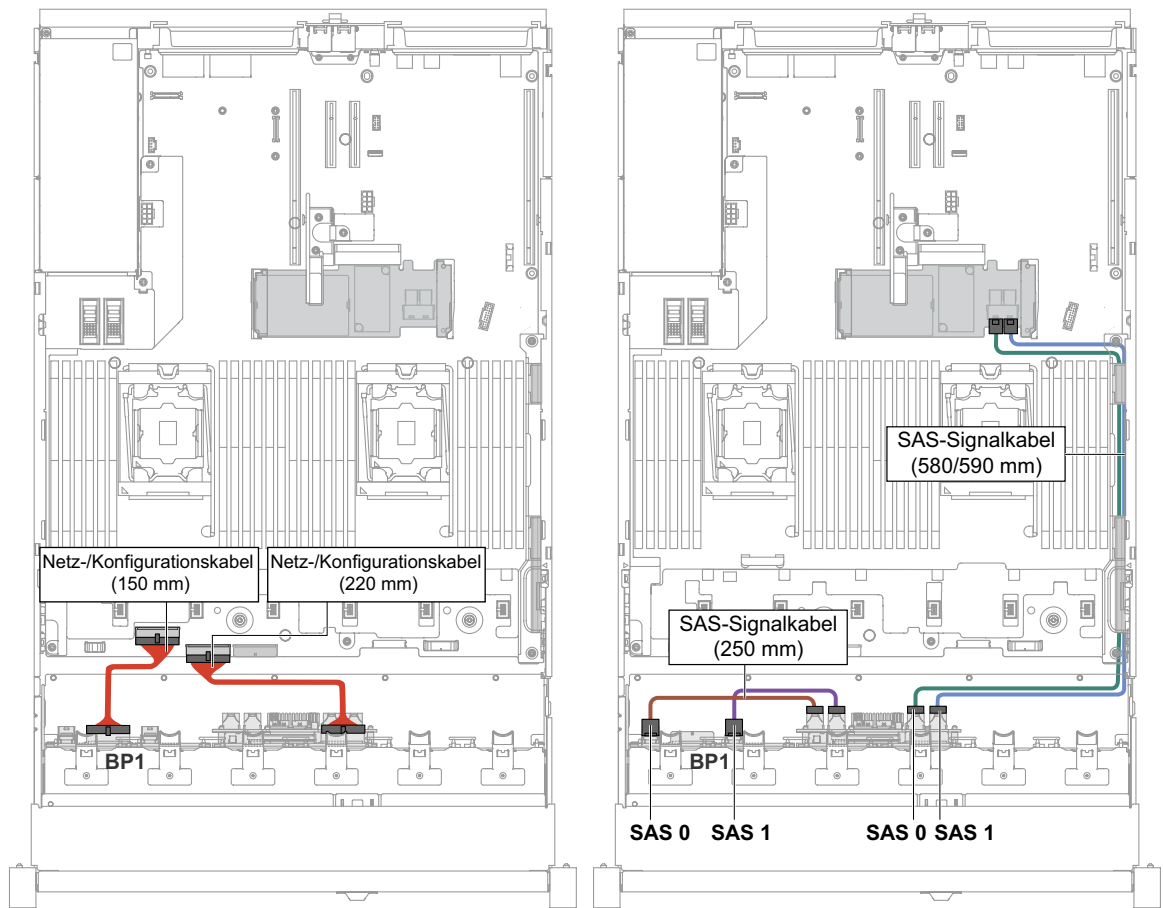 Netz-/Konfigurationskabel
(150 mm)
Netz-/Konfigurationskabel
(220 mm)
BP1
SAS-Signalkabel
(580/590 mm)
SAS-Signalkabel
(250 mm)
BP1
SAS 0
SAS 1
SAS 0
SAS 1